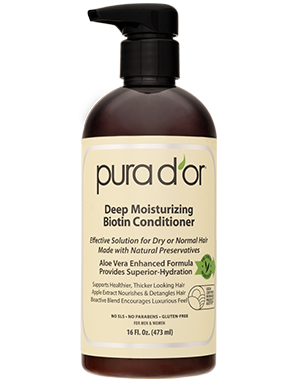 pura d'or
Deep Moisturizing
Biotin Conditioner
Effective Solution for Dry or Normal Hair
Made with Natural Preservatives
Aloe Vera Enhanced Formula
Provides Superior-Hydration
Supports Healthier, Thicker Looking Hair
Apple Extract Nourishes & Detangles Hair
Bioactive Blend Encourages Luxurious Feel
NO SLS • NO PARABENS • GLUTEN-FREE
FOR MEN & WOMEN
16 Fl. Oz. (473 ml)